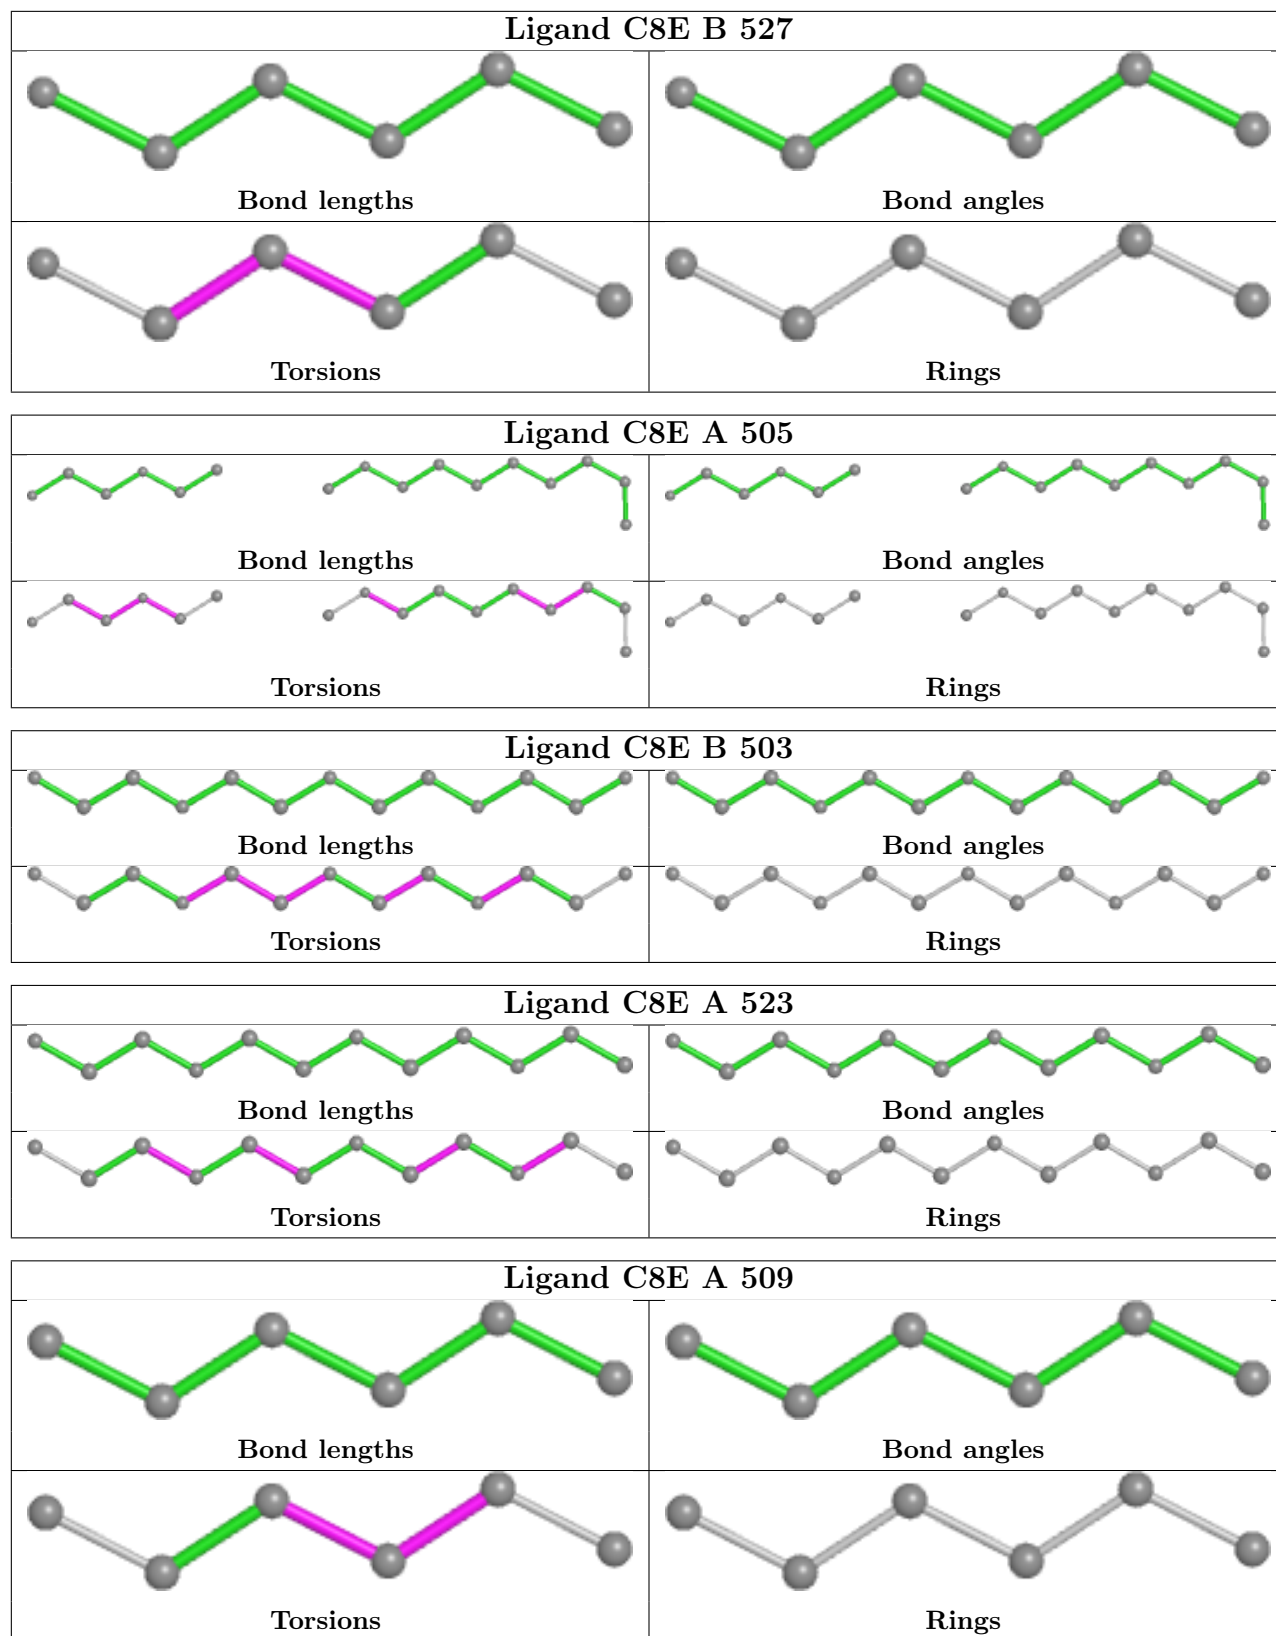 Ligand C8E B 527
Bond lengths
Bond angles
Torsions
Rings
Ligand C8E A 505
Bond lengths
Bond angles
Torsions
Rings
Ligand C8E B 503
Bond lengths
Bond angles
Torsions
Rings
Ligand C8E A 523
Bond lengths
Bond angles
Torsions
Rings
Ligand C8E A 509
Bond lengths
Bond angles
Torsions
Rings